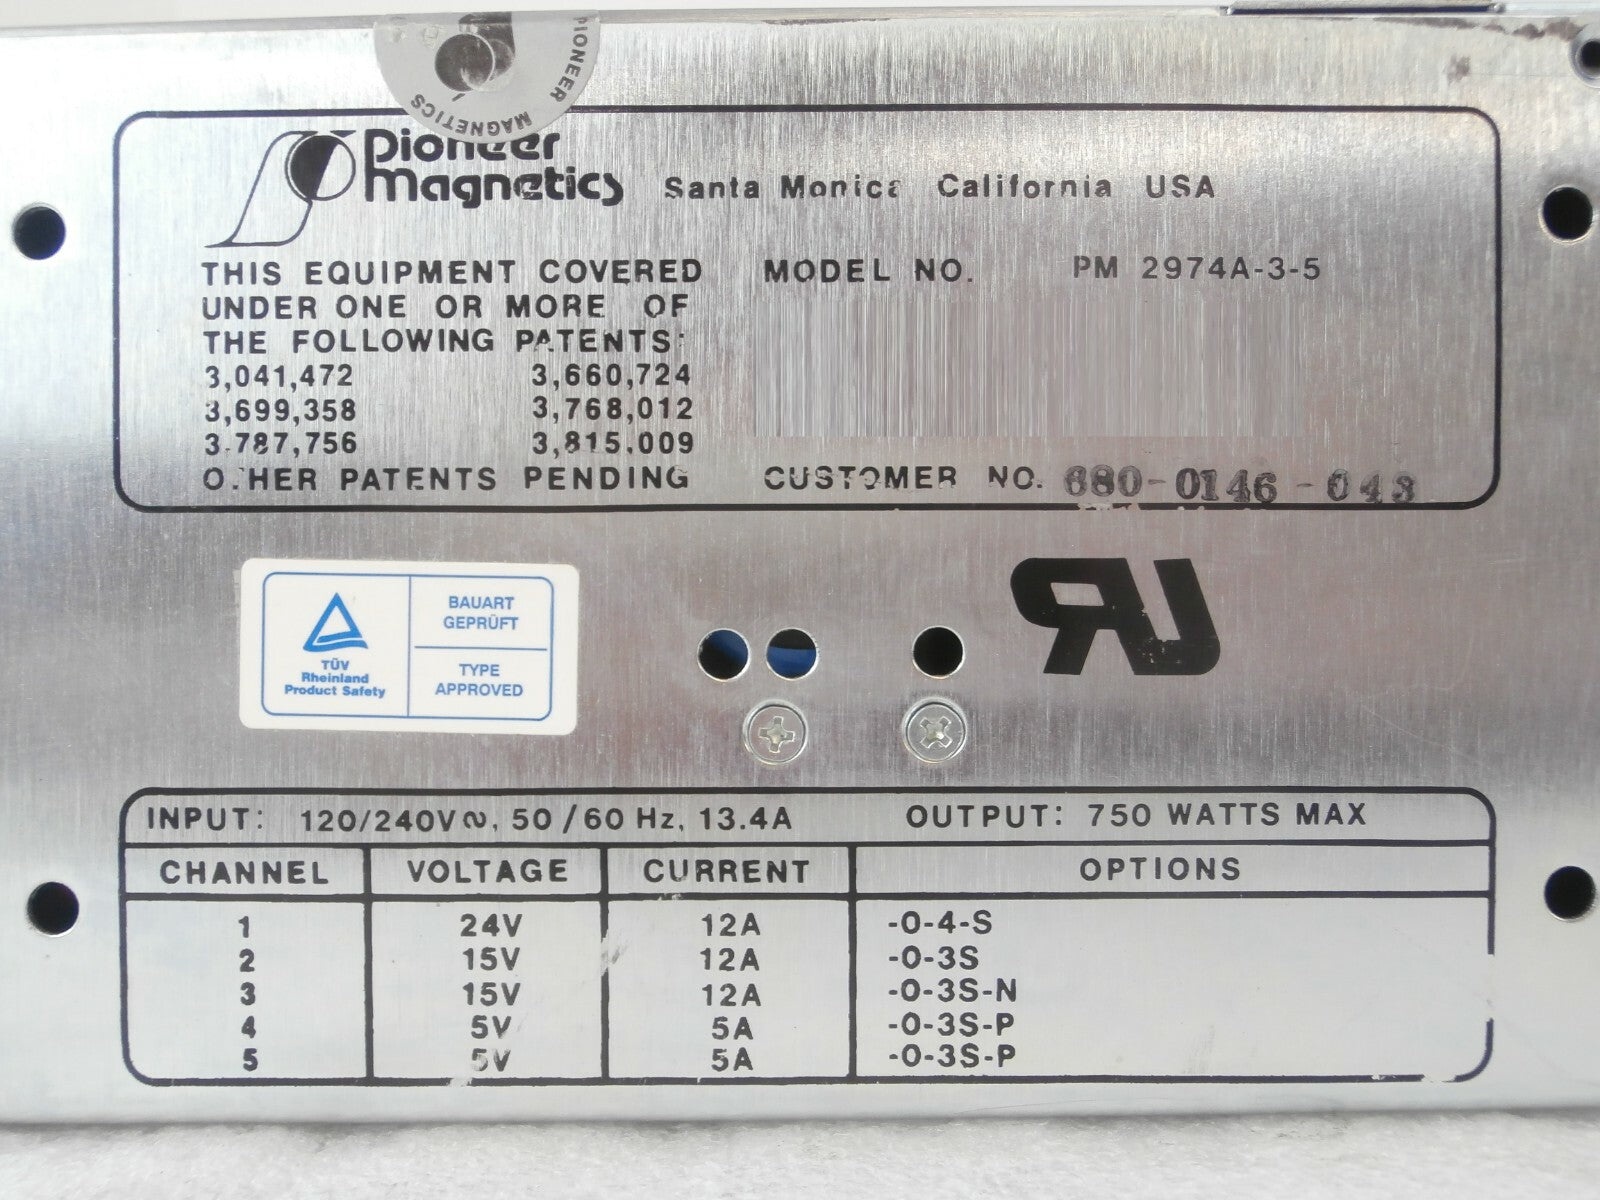 PIONEER MAGNETICS
Pioneer
Magnetics Santa Monica California USA
THIS EQUIPMENT COVERED
UNDER ONE OR MORE OF
THE FOLLOWING PATENTS:
3,041,472 3,660,724
3,699,358 3,768,012
3,787,756 3,815,009
OTHER PATENTS PENDING
MODEL NO. PM 2974A-3-5
CUSTOMER NO. 680-0146-043
TÜV
Rheinland
Product Safety
BAUART
GEPRÜFT
TYPE
APPROVED
RU
INPUT: 120/240V∿, 50/60 Hz, 13.4A OUTPUT: 750 WATTS MAX
CHANNEL VOLTAGE CURRENT OPTIONS
1 24V 12A -0-4-S
2 15V 12A -0-3S
3 15V 12A -0-3S-N
4 5V 5A -0-3S-P
5 5V 5A -0-3S-P